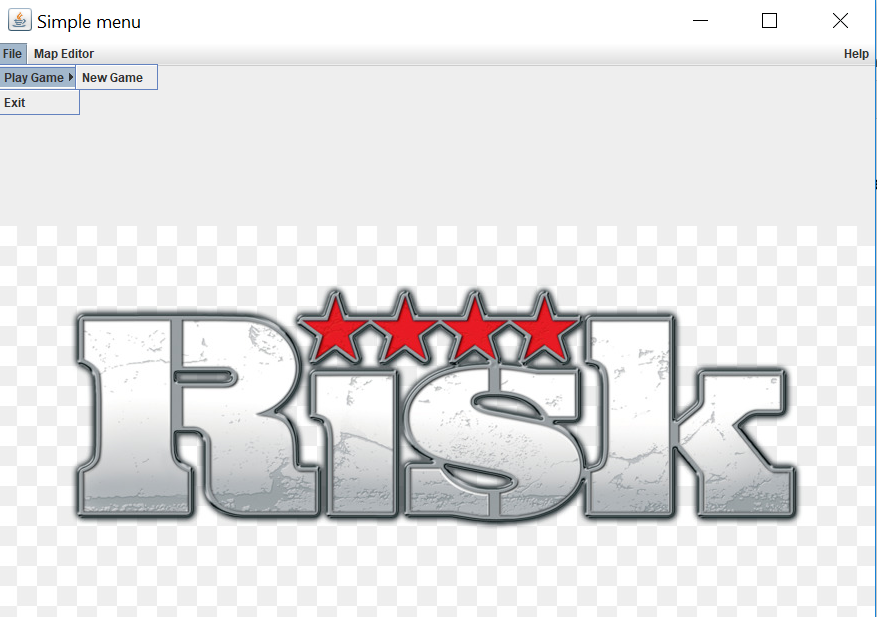 Simple menu
File Map Editor Help
Play Game New Game
Exit
Risk